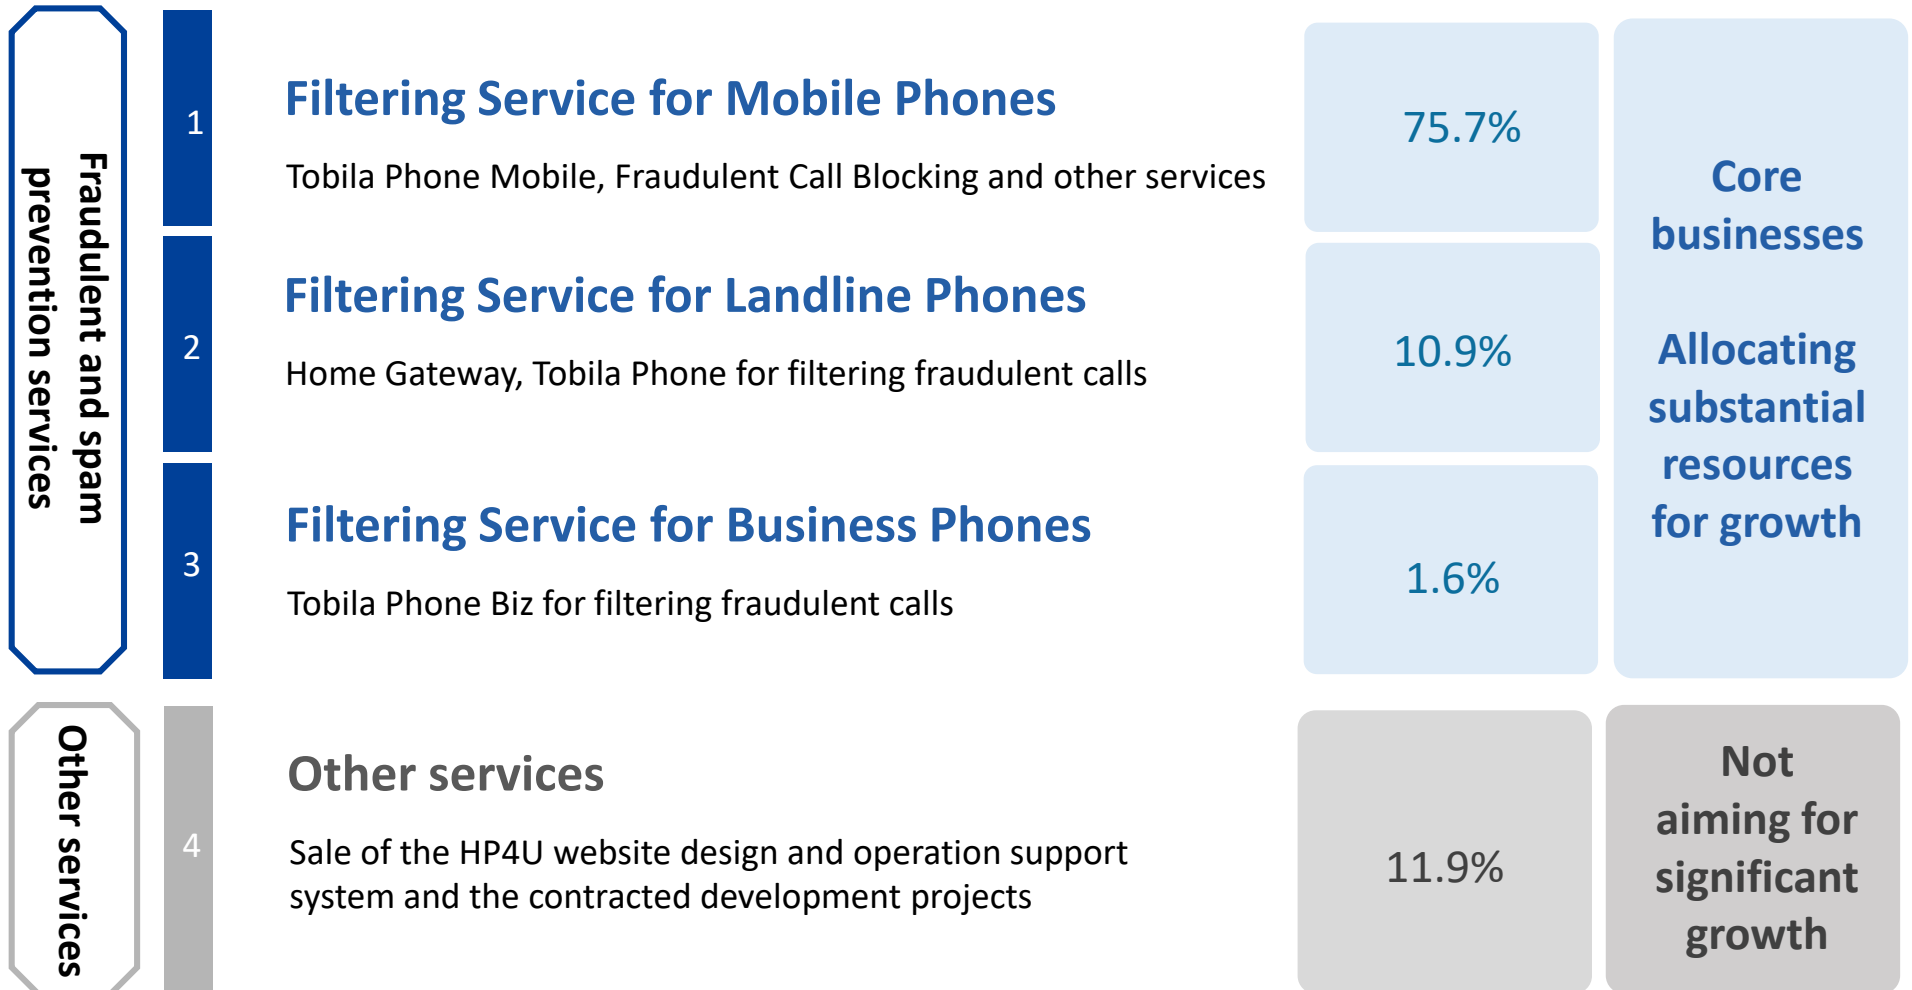 Fraudulent and spam
prevention services
1
Filtering Service for Mobile Phones
Tobila Phone Mobile, Fraudulent Call Blocking and other services
75.7%
2
Filtering Service for Landline Phones
Home Gateway, Tobila Phone for filtering fraudulent calls
10.9%
3
Filtering Service for Business Phones
Tobila Phone Biz for filtering fraudulent calls
1.6%
Core
businesses
Allocating
substantial
resources
for growth
Other services
4
Other services
Sale of the HP4U website design and operation support
system and the contracted development projects
11.9%
Not
aiming for
significant
growth